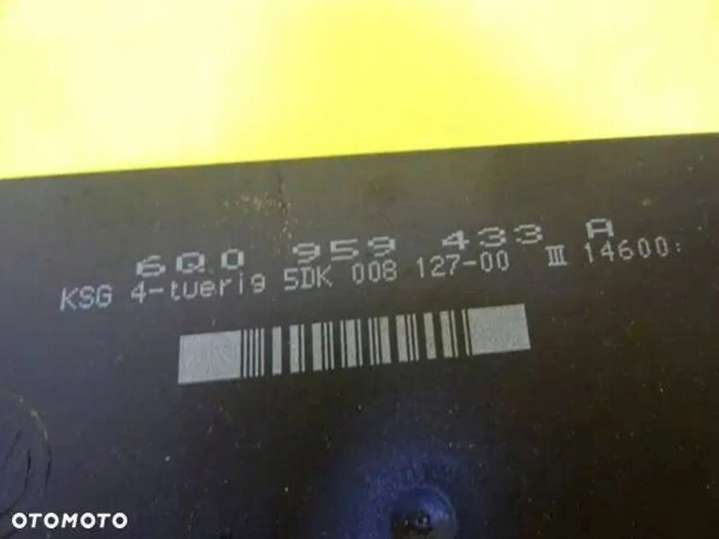 6Q0 959 433 A
KSG 4-tuerig 5DK 008 127-00 III 14600:
OTOMOTO